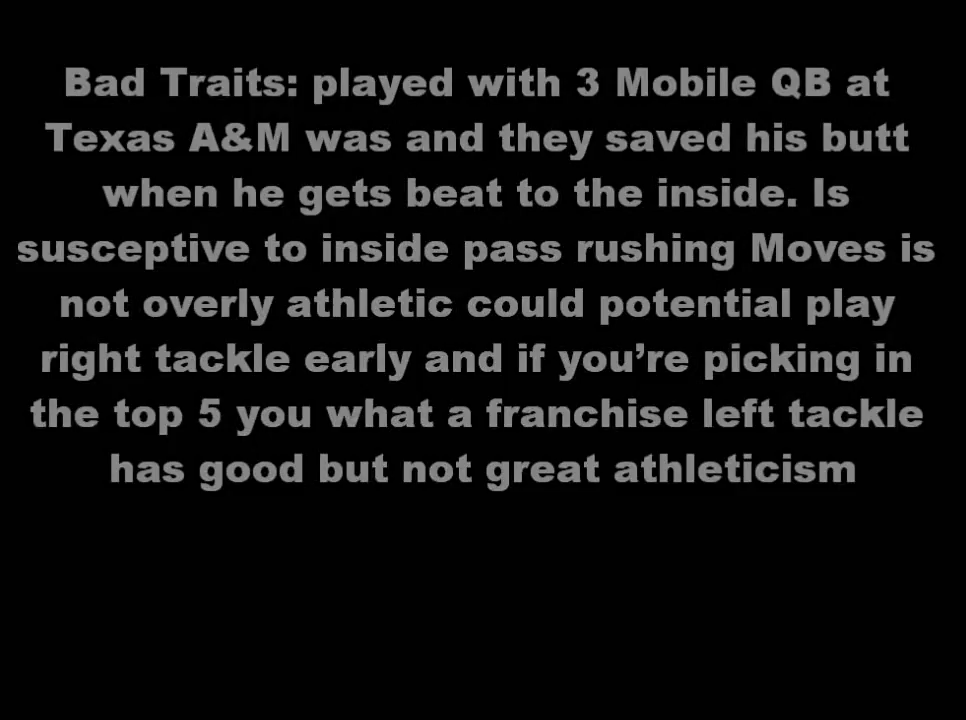 Bad Traits: played with 3 Mobile QB at
Texas A&M was and they saved his butt
when he gets beat to the inside. Is
susceptive to inside pass rushing Moves is
not overly athletic could potential play
right tackle early and if you’re picking in
the top 5 you what a franchise left tackle
has good but not great athleticism